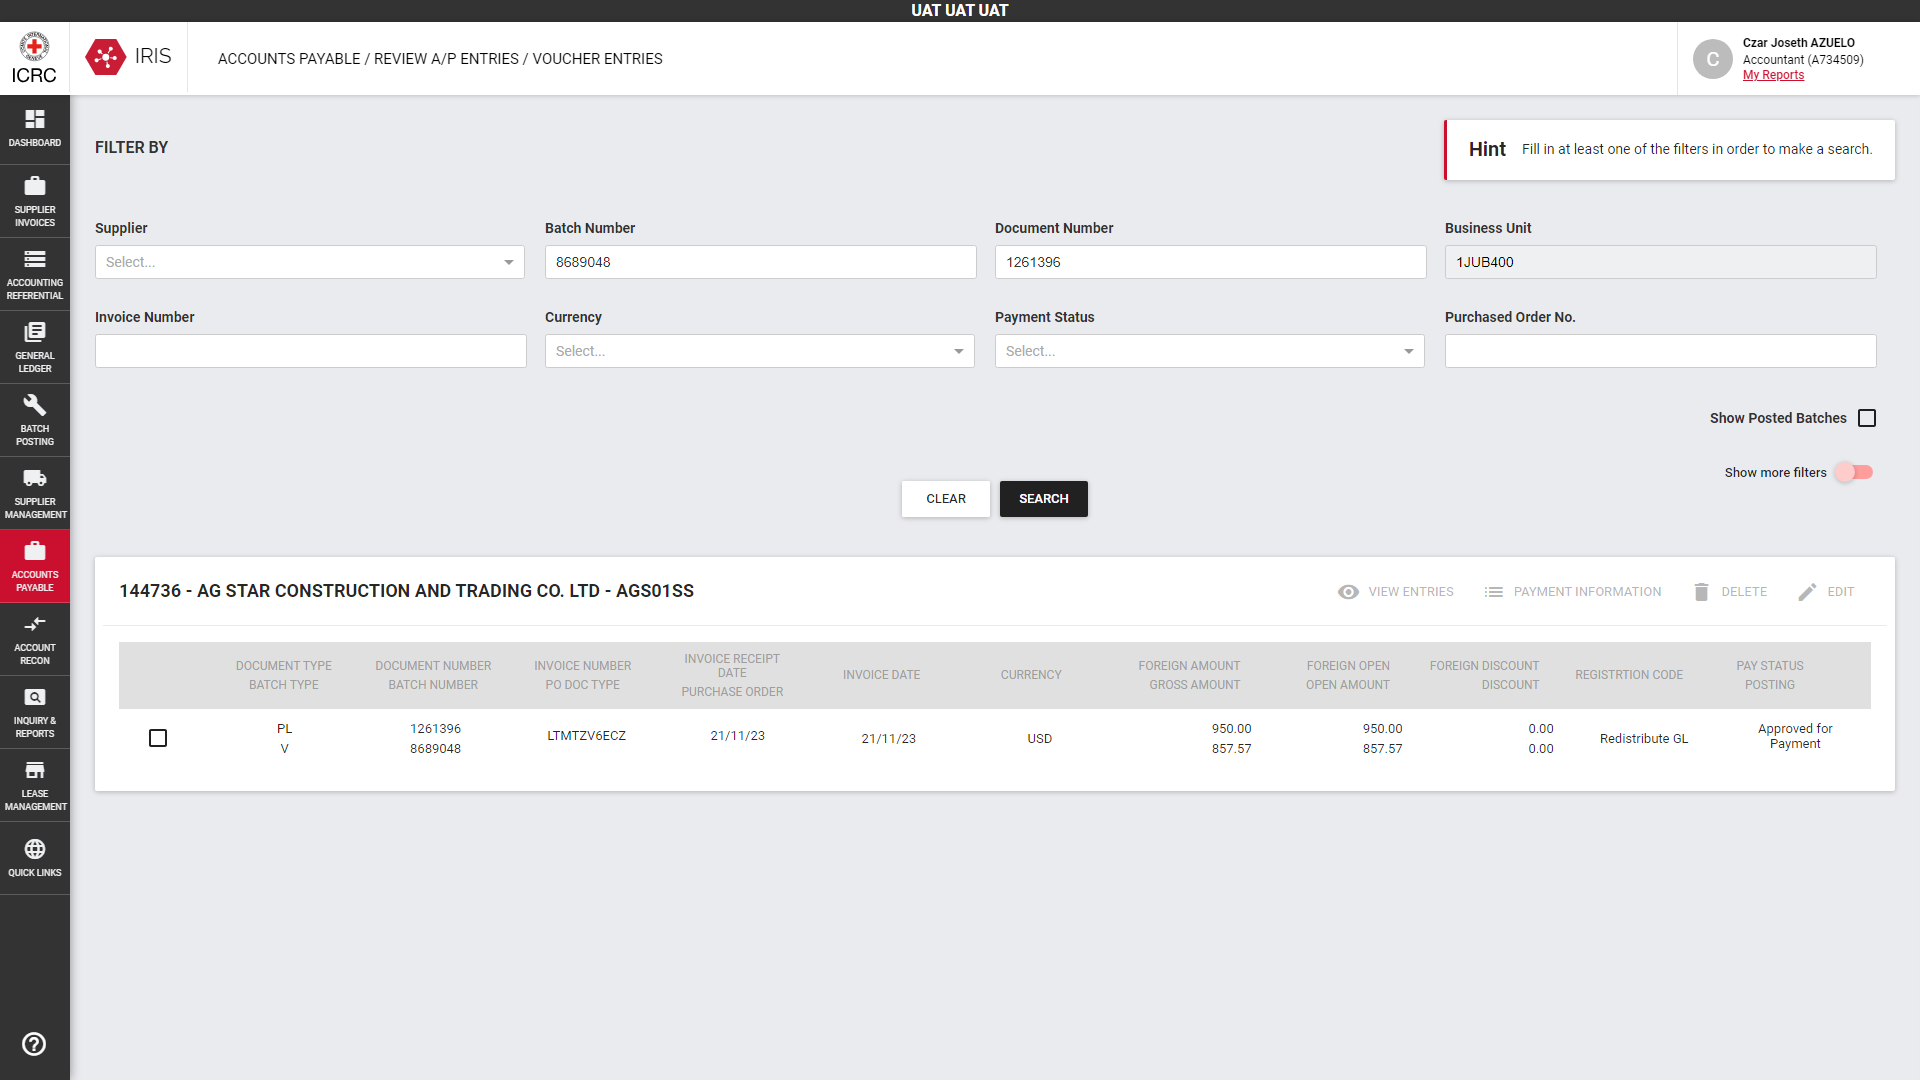 UAT UAT UAT
ICRC
IRIS
ACCOUNTS PAYABLE / REVIEW A/P ENTRIES / VOUCHER ENTRIES
C
Czar Joseth AZUELO
Accountant (A734509)
My Reports
DASHBOARD
SUPPLIER
INVOICES
ACCOUNTING
REFERENTIAL
GENERAL
LEDGER
BATCH
POSTING
SUPPLIER
MANAGEMENT
ACCOUNTS
PAYABLE
ACCOUNT
RECON
INQUIRY &
REPORTS
LEASE
MANAGEMENT
QUICK LINKS
FILTER BY
Hint Fill in at least one of the filters in order to make a search.
Supplier
Select...
Batch Number
8689048
Document Number
1261396
Business Unit
1JUB400
Invoice Number
Currency
Select...
Payment Status
Select...
Purchased Order No.
Show Posted Batches
Show more filters
CLEAR
SEARCH
144736 - AG STAR CONSTRUCTION AND TRADING CO. LTD - AGS01SS
VIEW ENTRIES
PAYMENT INFORMATION
DELETE
EDIT
DOCUMENT TYPE
BATCH TYPE
DOCUMENT NUMBER
BATCH NUMBER
INVOICE NUMBER
PO DOC TYPE
INVOICE RECEIPT
DATE
PURCHASE ORDER
INVOICE DATE
CURRENCY
FOREIGN AMOUNT
GROSS AMOUNT
FOREIGN OPEN
OPEN AMOUNT
FOREIGN DISCOUNT
DISCOUNT
REGISTRTION CODE
PAY STATUS
POSTING
PL
V
1261396
8689048
LTMTZV6ECZ
21/11/23
21/11/23
USD
950.00
857.57
950.00
857.57
0.00
0.00
Redistribute GL
Approved for
Payment